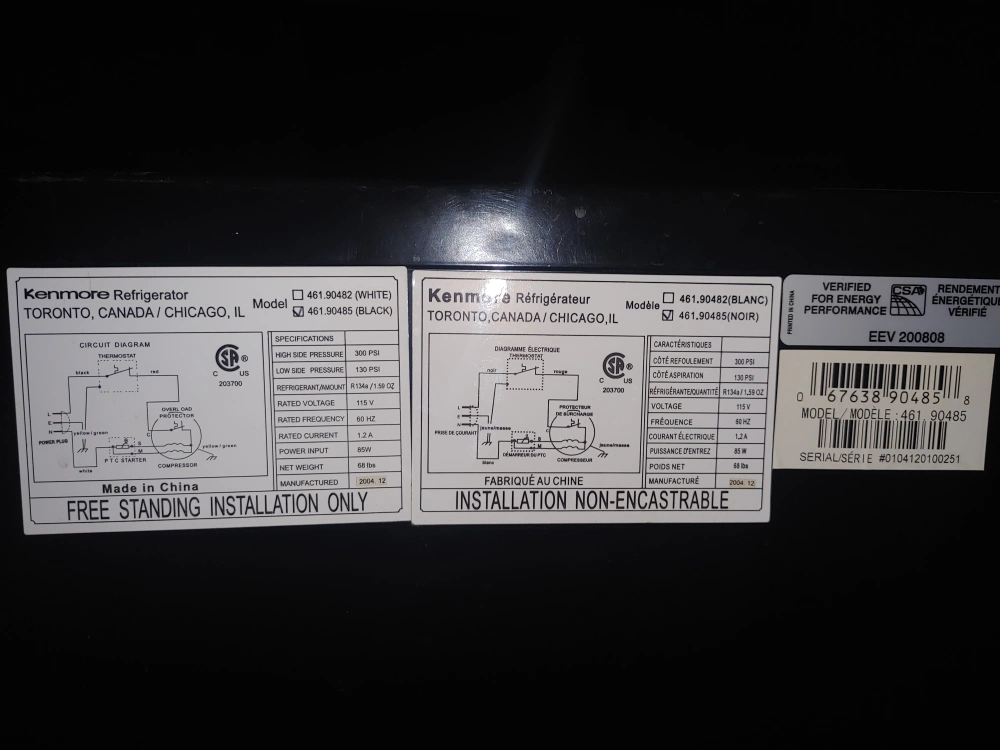 Kenmore Refrigerator
TORONTO, CANADA / CHICAGO, IL
Model
461.90482 (WHITE)
461.90485 (BLACK)
CIRCUIT DIAGRAM
THERMOSTAT
black
red
OVERLOAD
PROTECTOR
C
L
E
N
POWER PLUG
yellow/green
S
M
PTC STARTER
white
COMPRESSOR
yellow/green
SA ®
C US
203700
SPECIFICATIONS
HIGH SIDE PRESSURE 300 PSI
LOW SIDE PRESSURE 130 PSI
REFRIGERANT/AMOUNT R134a /1.59 OZ
RATED VOLTAGE 115 V
RATED FREQUENCY 60 HZ
RATED CURRENT 1.2 A
POWER INPUT 85W
NET WEIGHT 68 lbs
MANUFACTURED 2004. 12
Made in China
FREE STANDING INSTALLATION ONLY
Kenmore Réfrigérateur
TORONTO,CANADA/CHICAGO,IL
Modèle
461.90482(BLANC)
461.90485(NOIR)
DIAGRAMME ÉLECTRIQUE
THERMOSTAT
noir
rouge
PROTECTEUR
DE SURCHARGE
C
L
E
N
PRISE DE COURANT
jaune/masse
S
M
DÉMARREUR DU PTC
blanc
COMPRESSEUR
jaune/masse
SA ®
C US
203700
CARACTÉRISTIQUES
CÔTÉ REFOULEMENT 300 PSI
CÔTÉ ASPIRATION 130 PSI
RÉFRIGÉRANTE/QUANTITÉ R134a / 1,59 OZ
VOLTAGE 115 V
FRÉQUENCE 60 HZ
COURANT ÉLECTRIQUE 1,2 A
PUISSANCE D'ENTREZ 85 W
POIDS NET 68 lbs
MANUFACTURÉ 2004 12
FABRIQUÉ AU CHINE
INSTALLATION NON-ENCASTRABLE
PRINTED IN CHINA
VERIFIED
FOR ENERGY
PERFORMANCE
CSA
RENDEMENT
ÉNERGÉTIQUE
VÉRIFIÉ
EEV 200808
0 67638 90485 8
MODEL/MODÈLE:461.90485
SERIAL/SÉRIE #0104120100251